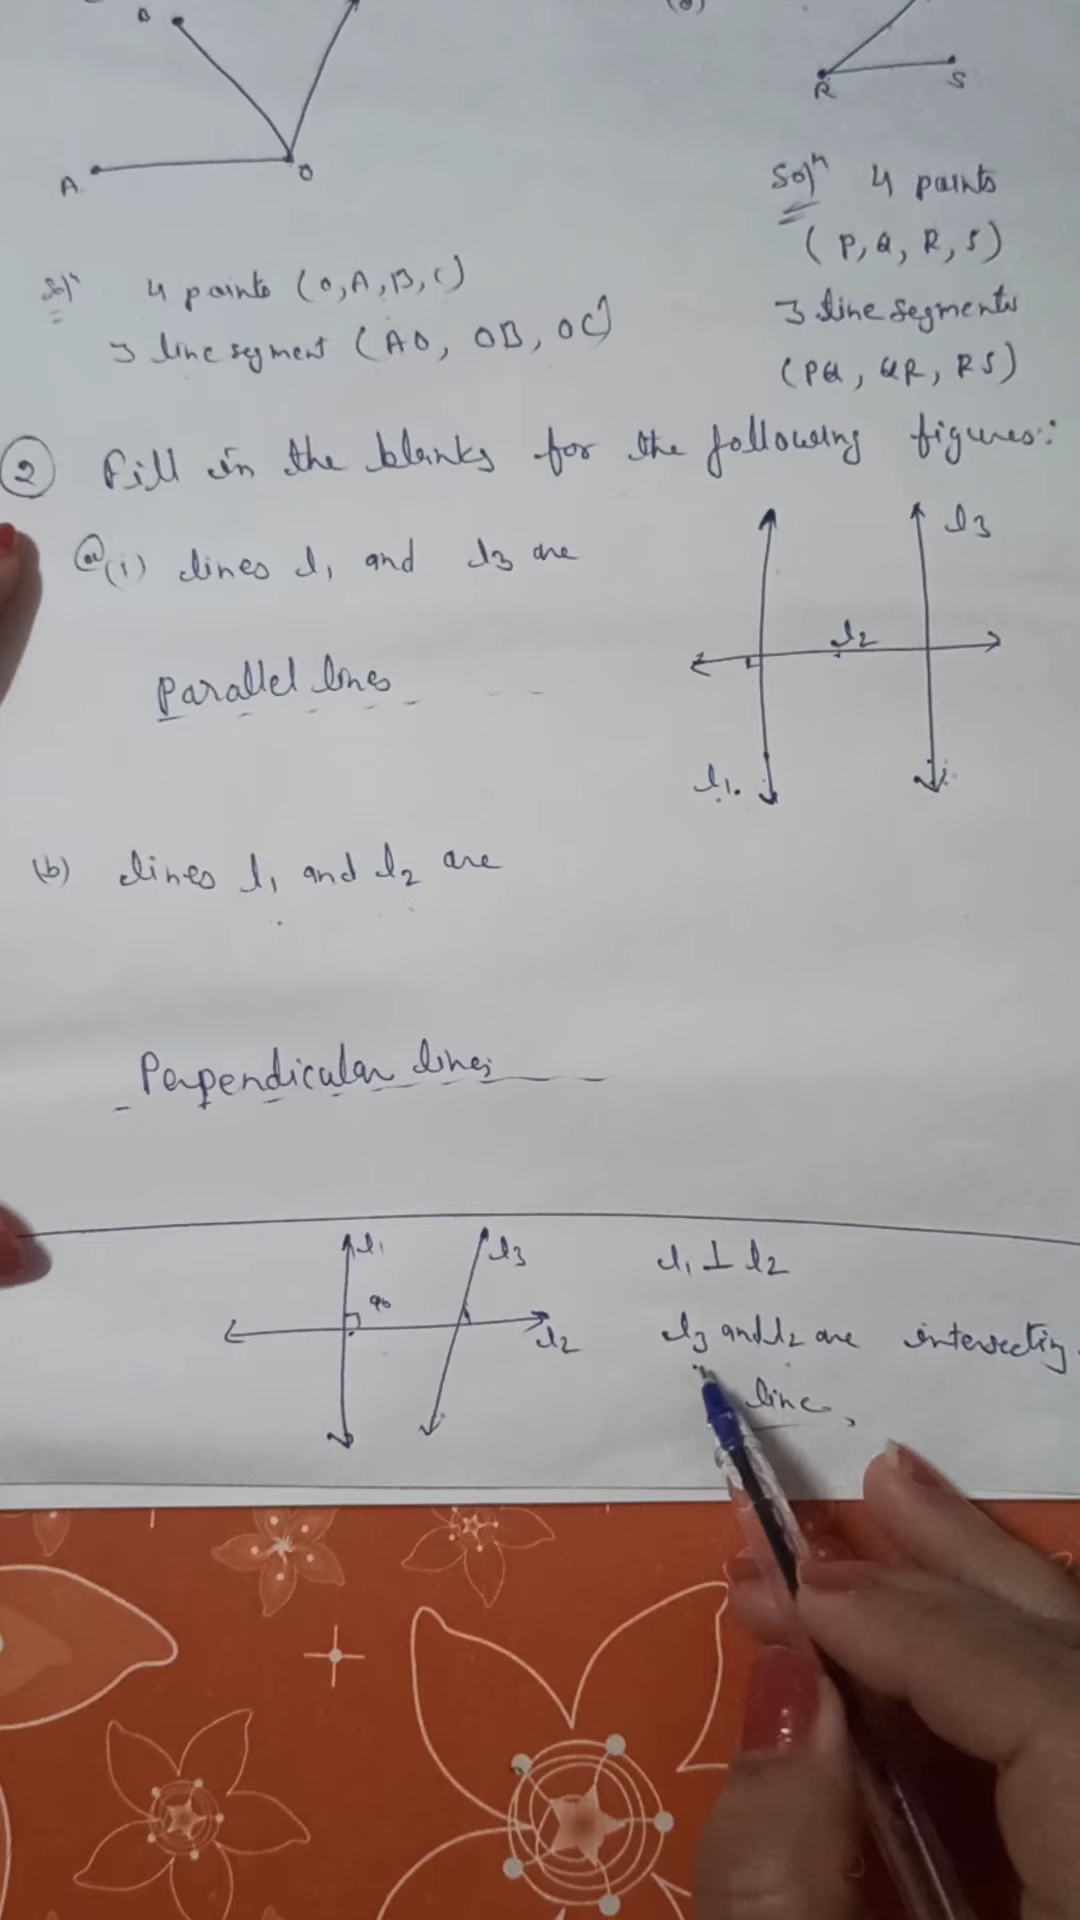 B
A
O
R
S
Solⁿ 4 points (O, A, B, C)
3 line segment (AO, OB, OC)
Solⁿ 4 points
(P, Q, R, S)
3 line segments
(PQ, QR, RS)
② Fill in the blanks for the following figures:
ⓐ(i) lines l₁ and l₃ are
Parallel lines
l₃
l₂
l₁.
(b) lines l₁ and l₂ are
Perpendicular lines
l₁
l₃
90
l₂
l₁ ⊥ l₂
l₃ and l₂ are intersecting
line,